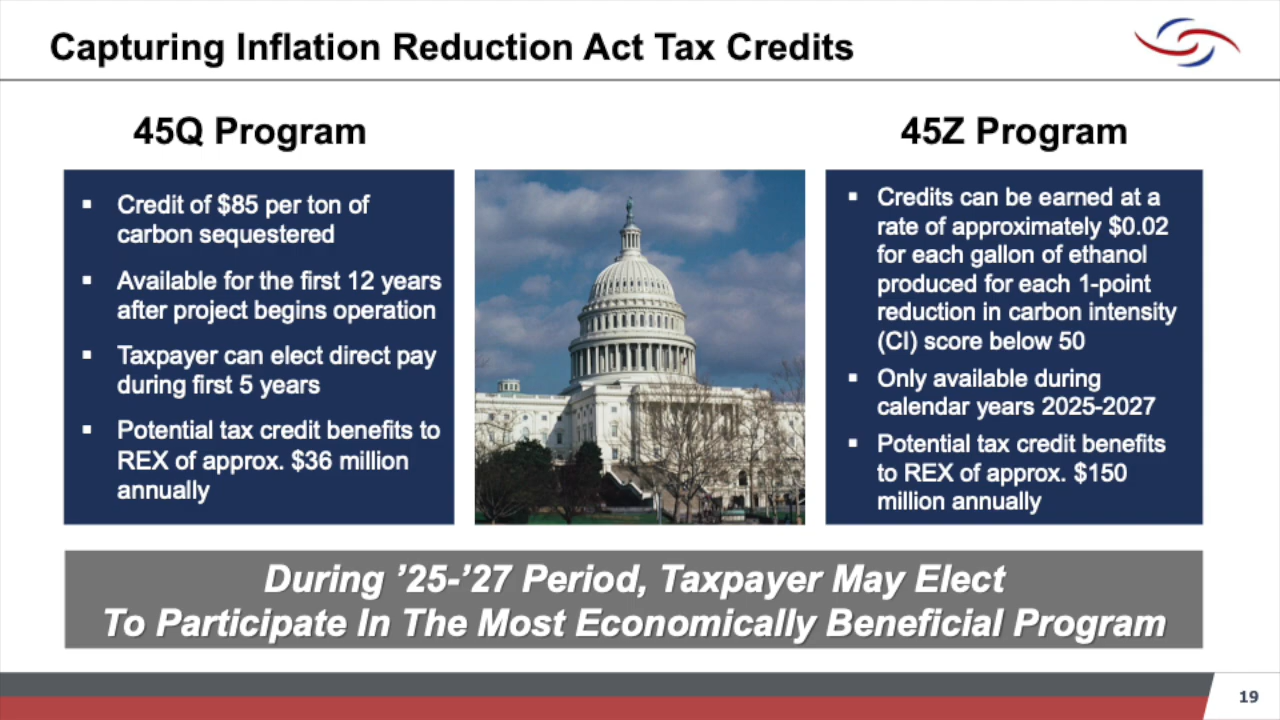 Capturing Inflation Reduction Act Tax Credits
45Q Program
▪ Credit of $85 per ton of
carbon sequestered
▪ Available for the first 12 years
after project begins operation
▪ Taxpayer can elect direct pay
during first 5 years
▪ Potential tax credit benefits to
REX of approx. $36 million
annually
45Z Program
▪ Credits can be earned at a
rate of approximately $0.02
for each gallon of ethanol
produced for each 1-point
reduction in carbon intensity
(CI) score below 50
▪ Only available during
calendar years 2025-2027
▪ Potential tax credit benefits
to REX of approx. $150
million annually
During ’25-’27 Period, Taxpayer May Elect
To Participate In The Most Economically Beneficial Program
19